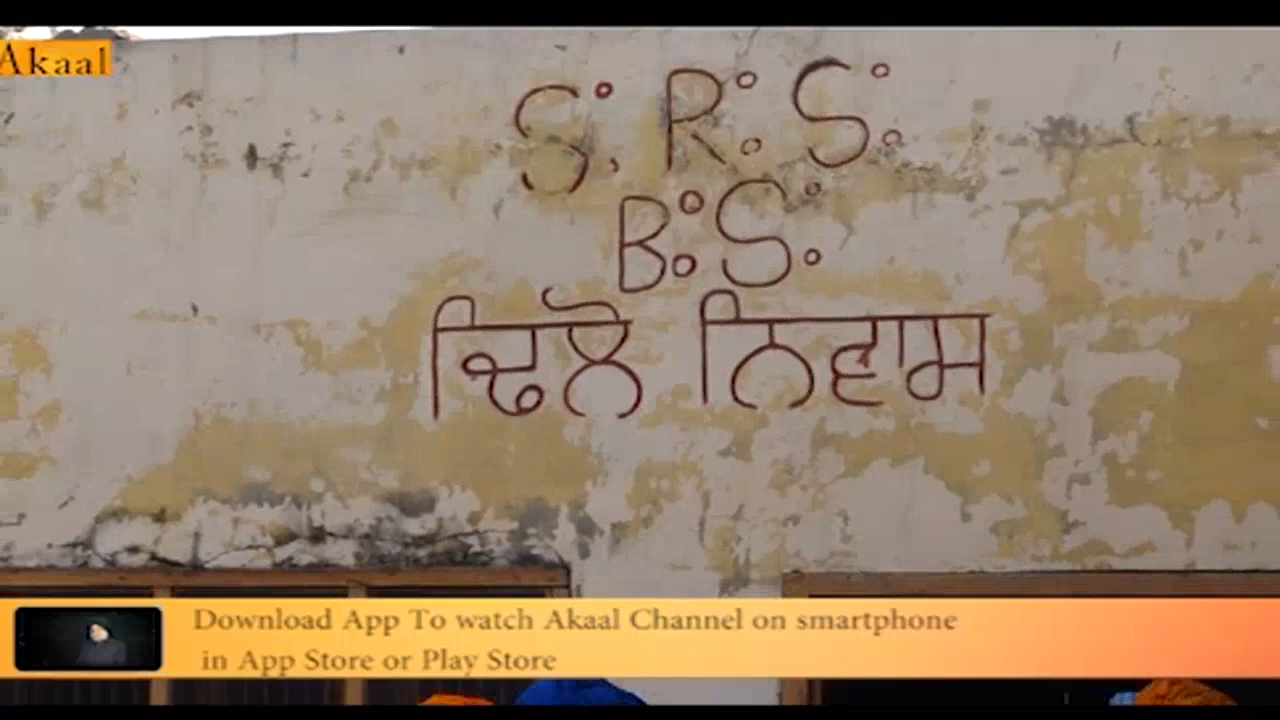 Akaal
S: R: S:
B: S:
ਢਿਲੋ ਨਿਵਾਸ
Download App To watch Akaal Channel on smartphone
in App Store or Play Store